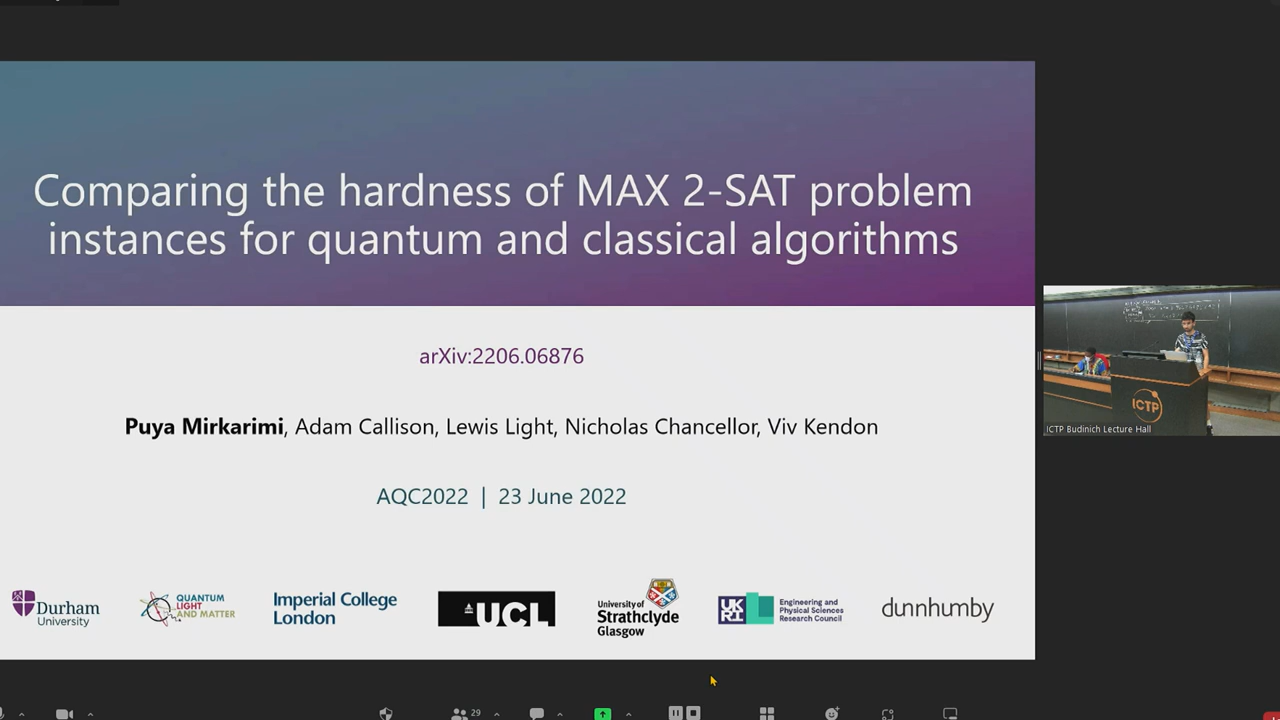 Comparing the hardness of MAX 2-SAT problem
instances for quantum and classical algorithms
arXiv:2206.06876
Puya Mirkarimi, Adam Callison, Lewis Light, Nicholas Chancellor, Viv Kendon
AQC2022 | 23 June 2022
Durham
University
QUANTUM
LIGHT
AND MATTER
Imperial College
London
UCL
University of
Strathclyde
Glasgow
UKRI
Engineering and
Physical Sciences
Research Council
dunnhumby
ICTP
ICTP Budinich Lecture Hall
29